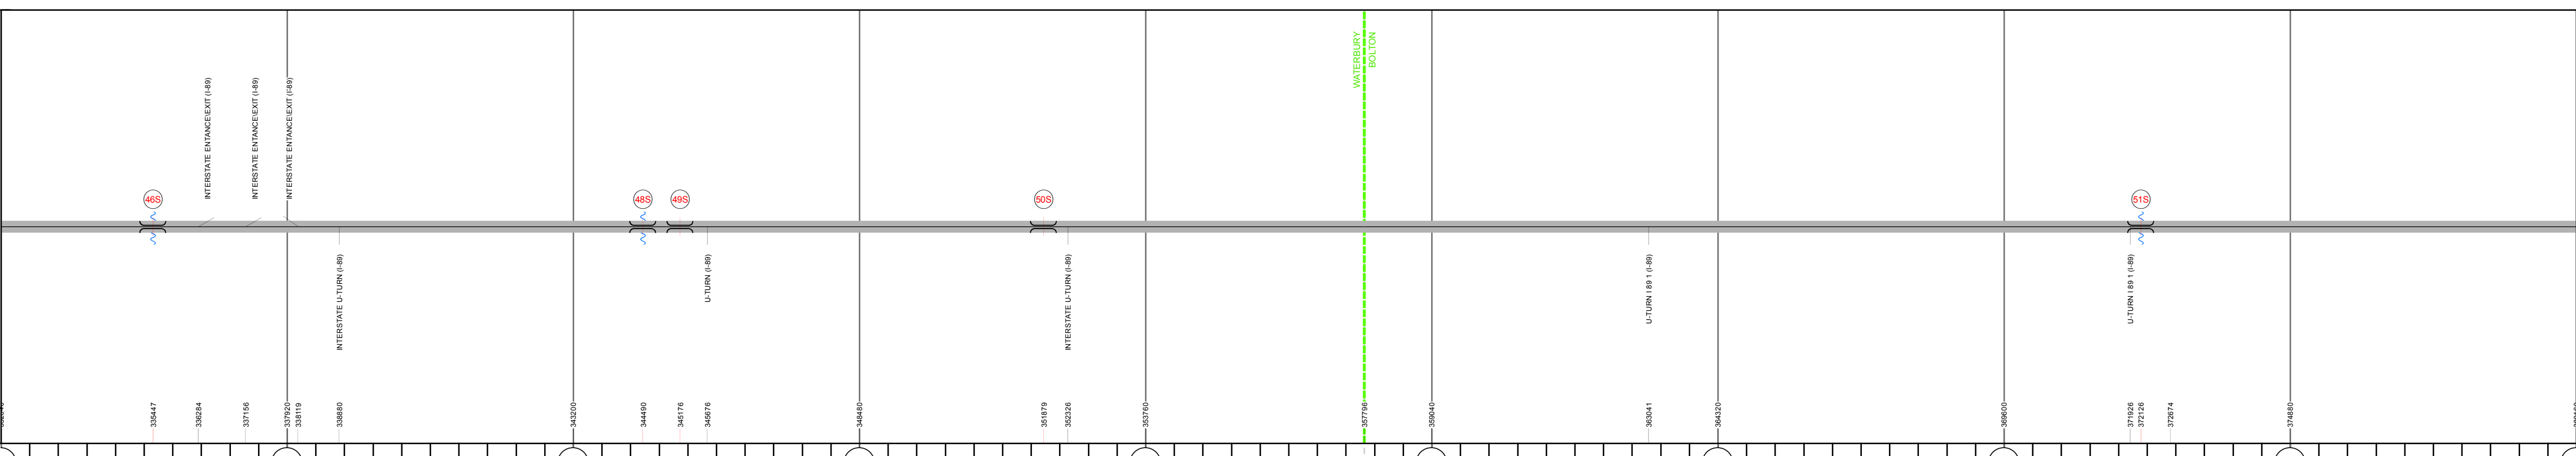 WATERBURY
BOLTON
INTERSTATE ENTANCE\EXIT (I-89)
INTERSTATE ENTANCE\EXIT (I-89)
INTERSTATE ENTANCE\EXIT (I-89)
46S
48S
49S
50S
51S
INTERSTATE U-TURN (I-89)
U-TURN (I-89)
INTERSTATE U-TURN (I-89)
U-TURN I 89 1 (I-89)
U-TURN I 89 1 (I-89)
335447
336284
337156
337920
338119
338880
343200
344490
345176
345676
348480
351879
352326
353760
357796
359040
363041
364320
369600
371926
372126
372674
374880